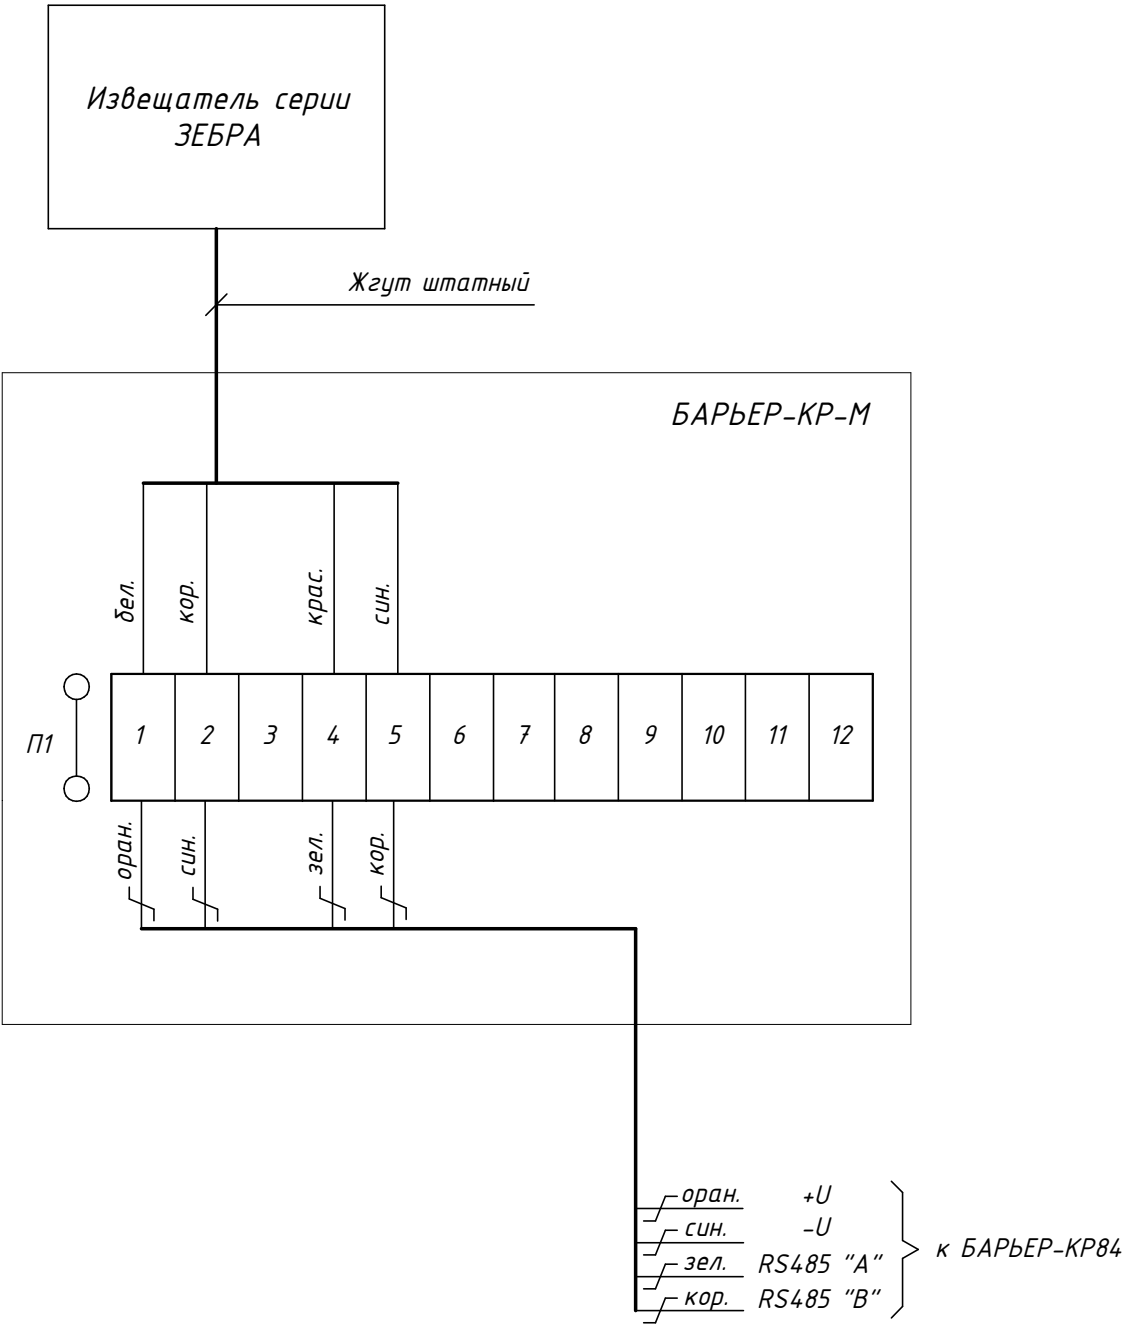 Извещатель серии
ЗЕБРА
Жгут штатный
БАРЬЕР-КР-М
бел.
кор.
крас.
син.
П1
1 2 3 4 5 6 7 8 9 10 11 12
оран.
син.
зел.
кор.
оран. +U
син. -U
зел. RS485 "A"
кор. RS485 "B"
к БАРЬЕР-КР84